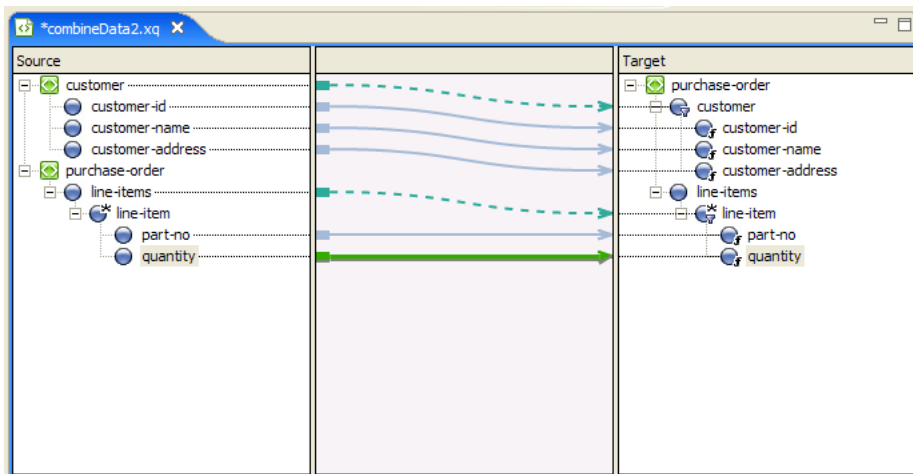 *combineData2.xq
Source
Target
customer
customer-id
customer-name
customer-address
purchase-order
line-items
line-item
part-no
quantity
purchase-order
customer
customer-id
customer-name
customer-address
line-items
line-item
part-no
quantity